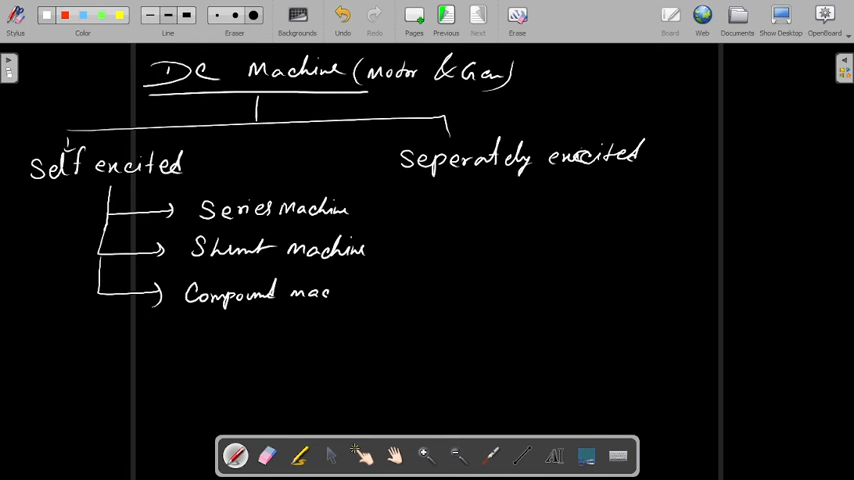 Stylus
Color
Line
Eraser
Backgrounds
Undo
Redo
Pages
Previous
Next
Erase
Board
Web
Documents
Show Desktop
OpenBoard
DC Machine (Motor & Gen)
Self excited
Seperately excited
Series Machine
Shunt machine
Compound mac